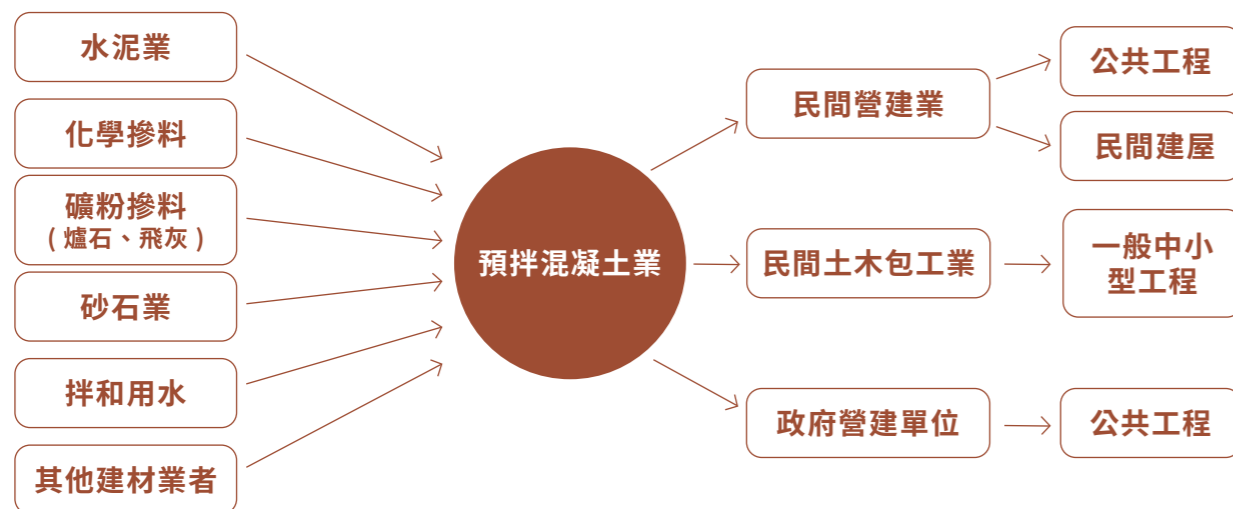 水泥業
化學摻料
礦粉摻料
(爐石、飛灰)
砂石業
拌和用水
其他建材業者
預拌混凝土業
民間營建業
民間土木包工業
政府營建單位
公共工程
民間建屋
一般中小
型工程
公共工程